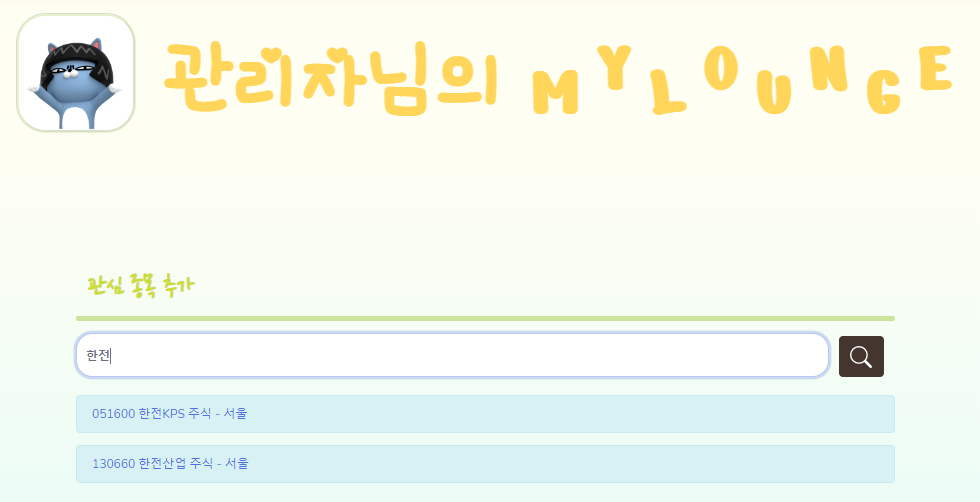 관리자님의 MYLOUNGE
관심 종목 추가
한전
051600 한전KPS 주식 - 서울
130660 한전산업 주식 - 서울